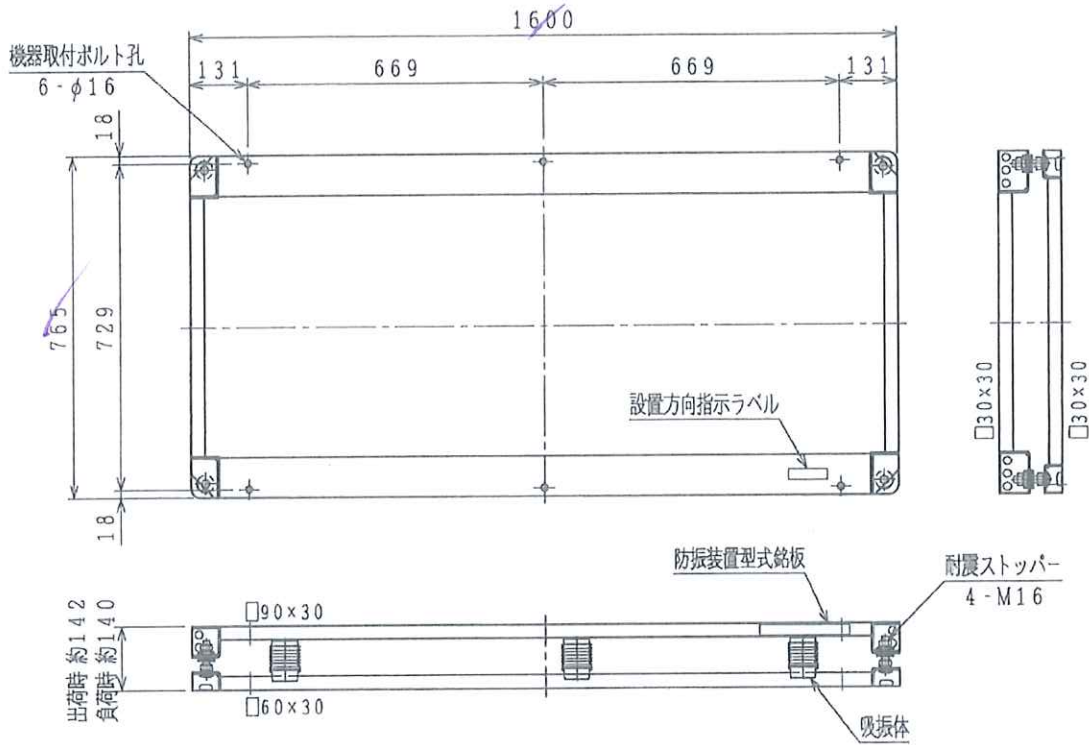 1600
機器取付ボルト孔
6-φ16
131
669
669
131
18
765
729
18
設置方向指示ラベル
□30×30
□30×30
防振装置型式銘板
耐震ストッパー
4-M16
出荷時 約142
負荷時 約140
□90×30
□60×30
吸振体